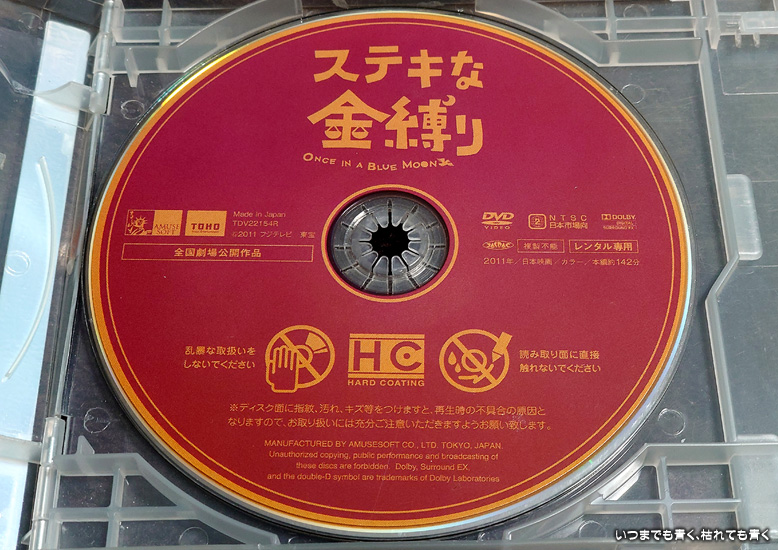 ステキな
金縛り
ONCE IN A BLUE MOON
AMUSE
SOFT
TOHO
Made in Japan
TDV22154R
©2011 フジテレビ 東宝
全国劇場公開作品
DVD
VIDEO
2
NTSC
日本市場向
DOLBY
DIGITAL
SURROUND EX
複製不能
レンタル専用
2011年／日本映画／カラー／本編約142分
乱暴な取扱いを
しないでください
HC
HARD COATING
読み取り面に直接
触れないでください
※ディスク面に指紋、汚れ、キズ等をつけますと、再生時の不具合の原因と
なりますので、お取り扱いには充分ご注意いただきますようお願い致します。
MANUFACTURED BY AMUSESOFT CO., LTD. TOKYO, JAPAN.
Unauthorized copying, public performance and broadcasting of
these discs are forbidden. Dolby, Surround EX,
and the double-D symbol are trademarks of Dolby Laboratories
いつまでも青く、枯れても青く